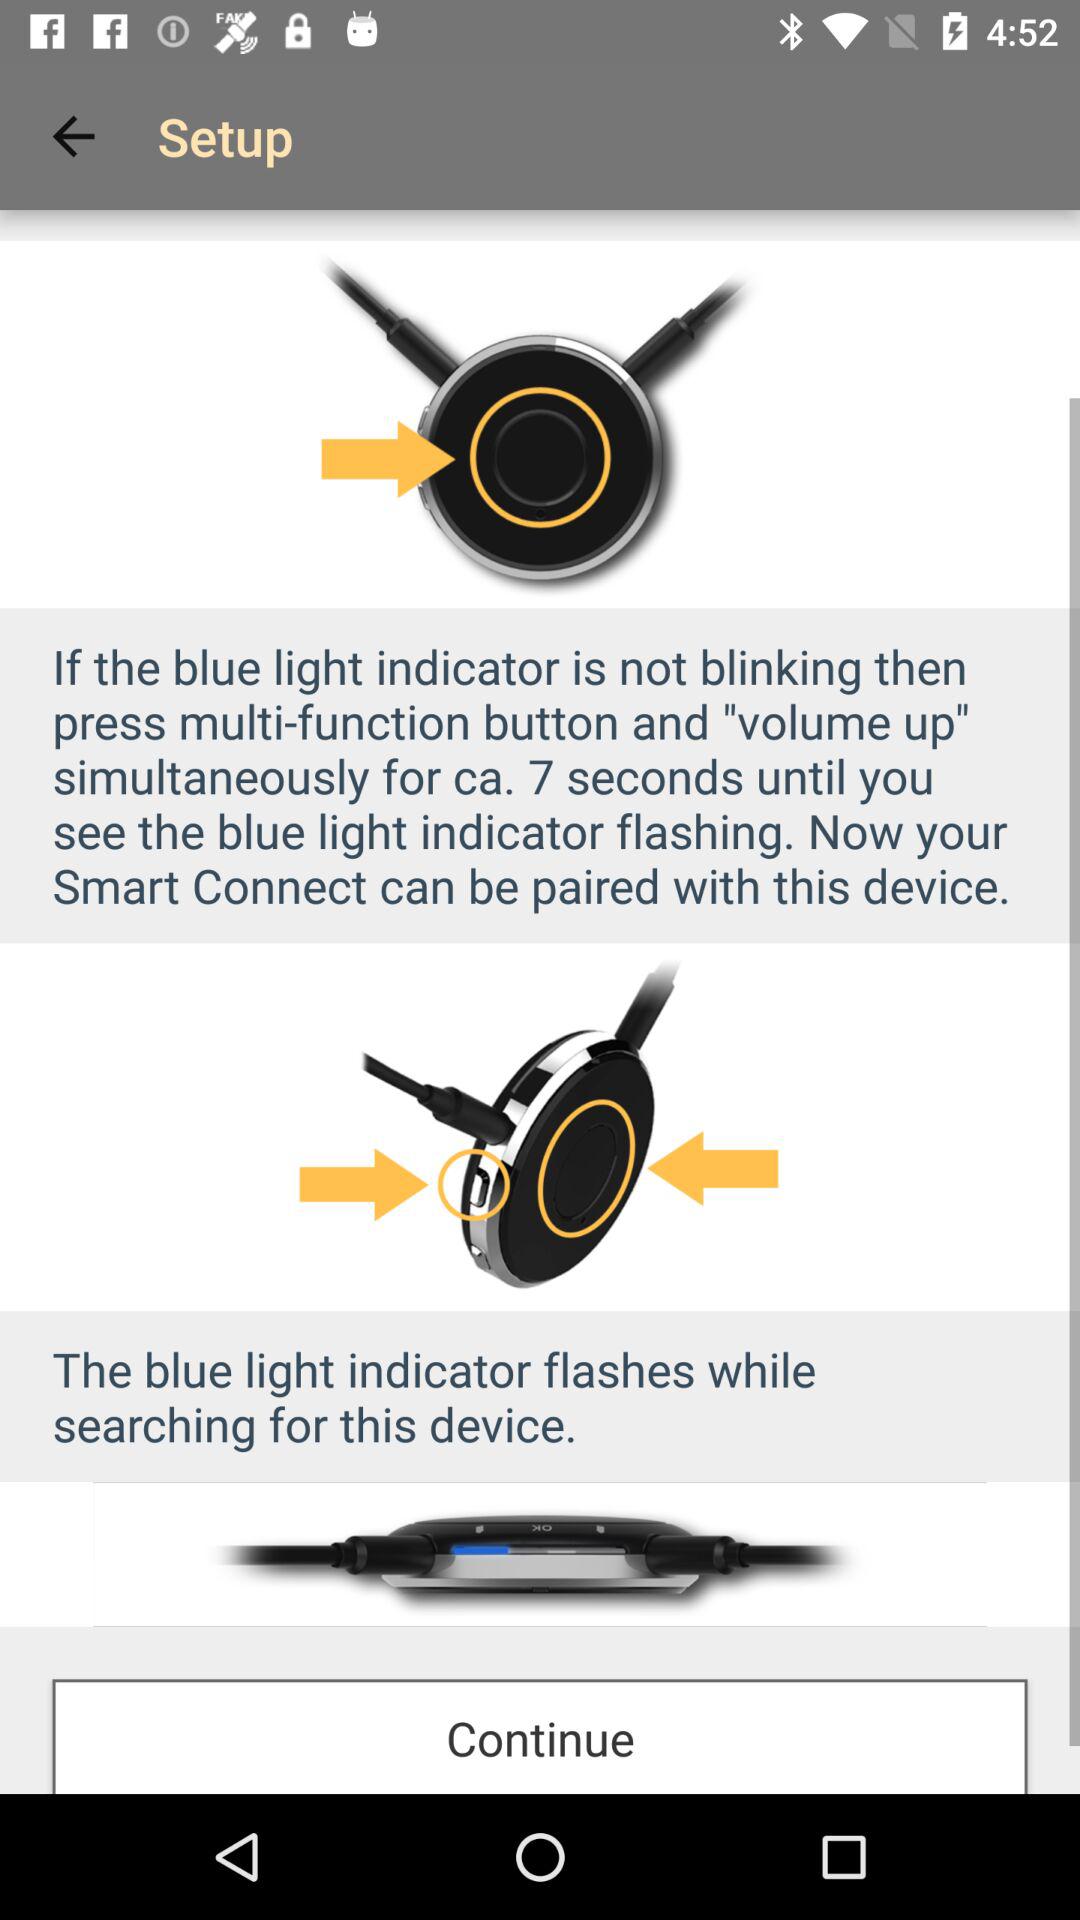 FAKE
4:52
Setup
If the blue light indicator is not blinking then
press multi-function button and "volume up"
simultaneously for ca. 7 seconds until you
see the blue light indicator flashing. Now your
Smart Connect can be paired with this device.
The blue light indicator flashes while
searching for this device.
OK
Continue